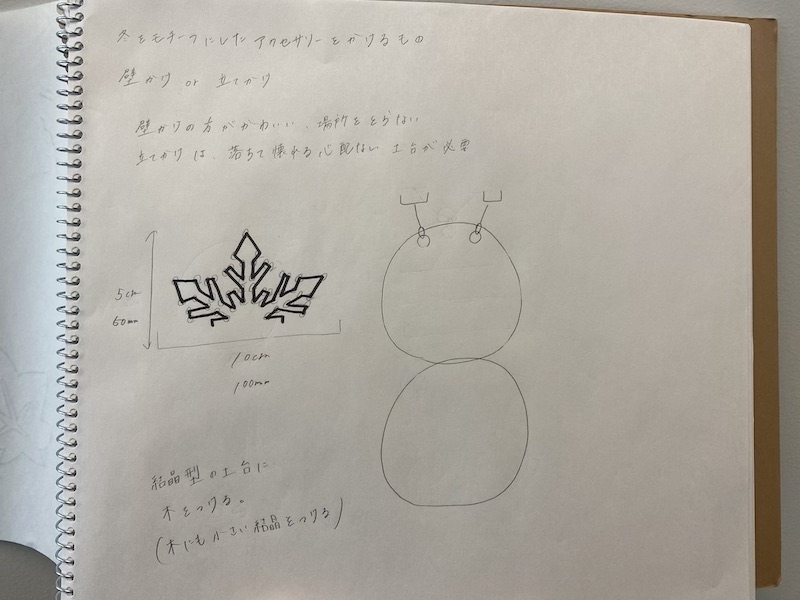 冬をモチーフにしたアクセサリーをかけるもの
壁かけ or 立てかけ
壁かけの方がかわいい、場所をとらない
立てかけは、落ちて壊れる心配ない 土台が必要
5cm
50mm
10cm
100mm
結晶型の土台に
木をつける。
(木にも小さい結晶をつける)